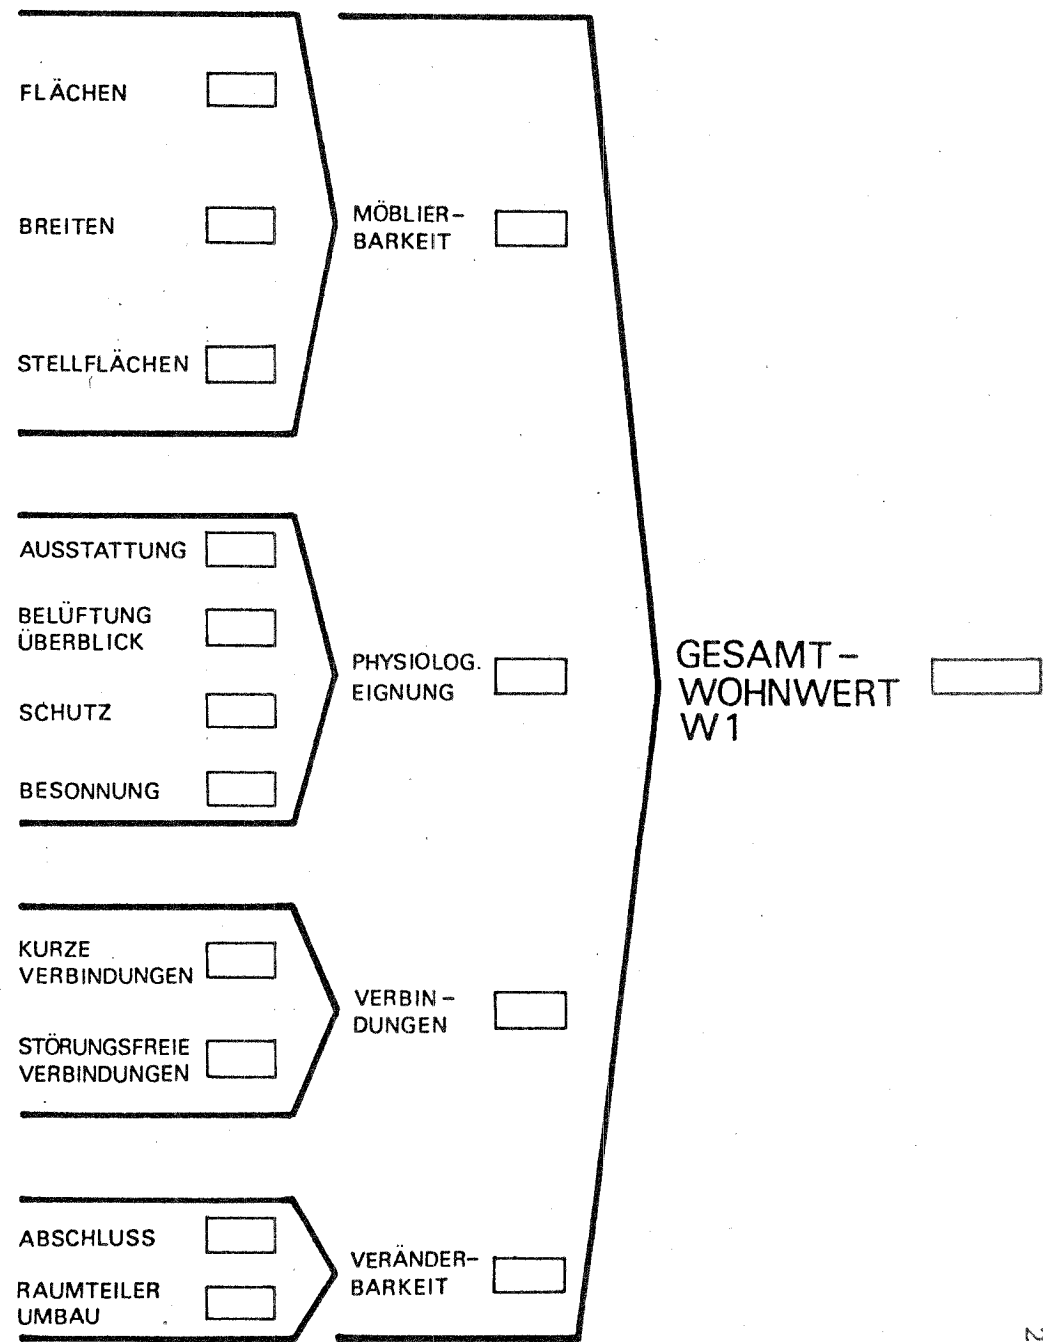 FLÄCHEN
BREITEN
STELLFLÄCHEN
MÖBLIER-
BARKEIT
AUSSTATTUNG
BELÜFTUNG
ÜBERBLICK
SCHUTZ
BESONNUNG
PHYSIOLOG.
EIGNUNG
KURZE
VERBINDUNGEN
STÖRUNGSFREIE
VERBINDUNGEN
VERBIN-
DUNGEN
ABSCHLUSS
RAUMTEILER
UMBAU
VERÄNDER-
BARKEIT
GESAMT-
WOHNWERT
W1
2